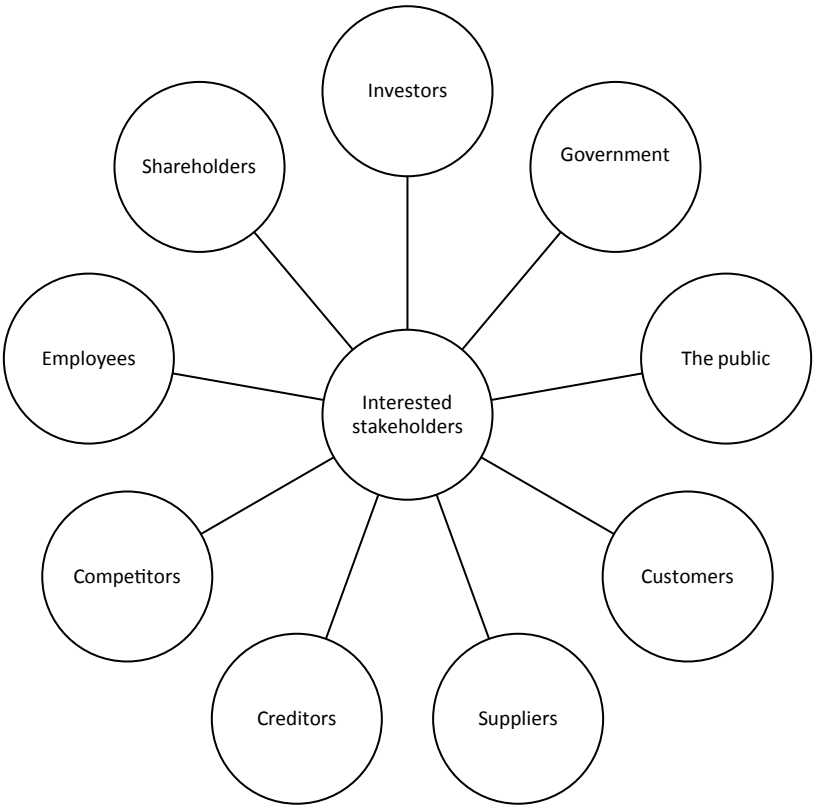 Investors
Government
The public
Customers
Suppliers
Creditors
Competitors
Employees
Shareholders
Interested
stakeholders